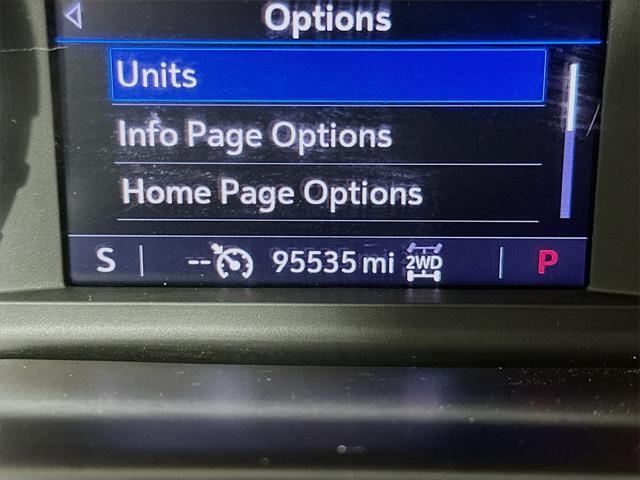 Options
Units
Info Page Options
Home Page Options
S -- 95535 mi 2WD P